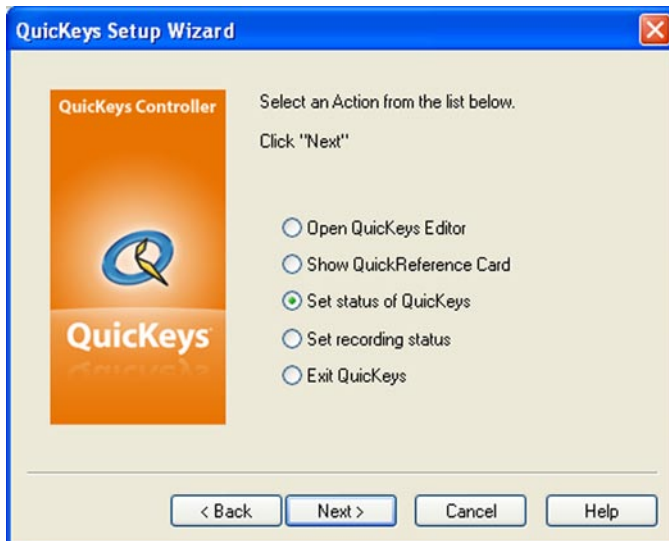 QuicKeys Setup Wizard
QuicKeys Controller
QuicKeys
Select an Action from the list below.
Click "Next"
Open QuicKeys Editor
Show QuickReference Card
Set status of QuicKeys
Set recording status
Exit QuicKeys
< Back
Next >
Cancel
Help